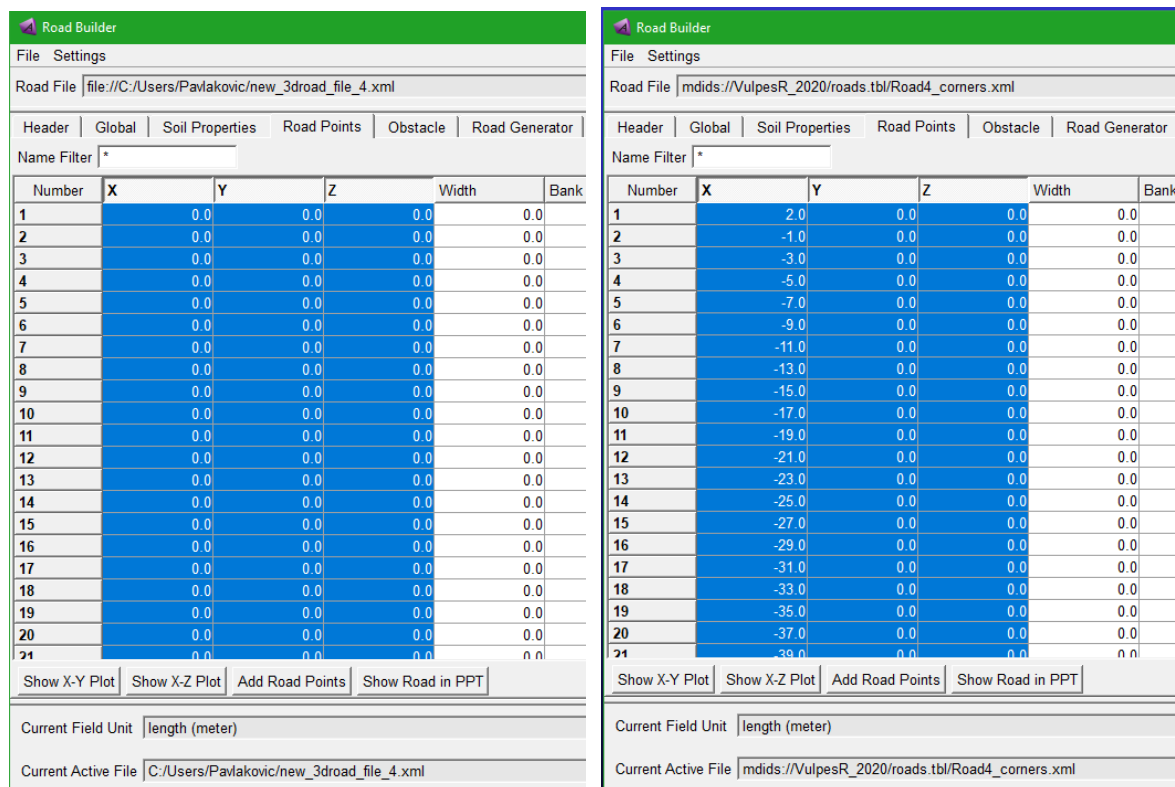 Road Builder
File Settings
Road File file://C:/Users/Pavlakovic/new_3droad_file_4.xml
Header Global Soil Properties Road Points Obstacle Road Generator
Name Filter *
Number X Y Z Width Bank
1 0.0 0.0 0.0 0.0
2 0.0 0.0 0.0 0.0
3 0.0 0.0 0.0 0.0
4 0.0 0.0 0.0 0.0
5 0.0 0.0 0.0 0.0
6 0.0 0.0 0.0 0.0
7 0.0 0.0 0.0 0.0
8 0.0 0.0 0.0 0.0
9 0.0 0.0 0.0 0.0
10 0.0 0.0 0.0 0.0
11 0.0 0.0 0.0 0.0
12 0.0 0.0 0.0 0.0
13 0.0 0.0 0.0 0.0
14 0.0 0.0 0.0 0.0
15 0.0 0.0 0.0 0.0
16 0.0 0.0 0.0 0.0
17 0.0 0.0 0.0 0.0
18 0.0 0.0 0.0 0.0
19 0.0 0.0 0.0 0.0
20 0.0 0.0 0.0 0.0
21 0.0 0.0 0.0 0.0
Show X-Y Plot Show X-Z Plot Add Road Points Show Road in PPT
Current Field Unit length (meter)
Current Active File C:/Users/Pavlakovic/new_3droad_file_4.xml
Road Builder
File Settings
Road File mdids://VulpesR_2020/roads.tbl/Road4_corners.xml
Header Global Soil Properties Road Points Obstacle Road Generator
Name Filter *
Number X Y Z Width Bank
1 2.0 0.0 0.0 0.0
2 -1.0 0.0 0.0 0.0
3 -3.0 0.0 0.0 0.0
4 -5.0 0.0 0.0 0.0
5 -7.0 0.0 0.0 0.0
6 -9.0 0.0 0.0 0.0
7 -11.0 0.0 0.0 0.0
8 -13.0 0.0 0.0 0.0
9 -15.0 0.0 0.0 0.0
10 -17.0 0.0 0.0 0.0
11 -19.0 0.0 0.0 0.0
12 -21.0 0.0 0.0 0.0
13 -23.0 0.0 0.0 0.0
14 -25.0 0.0 0.0 0.0
15 -27.0 0.0 0.0 0.0
16 -29.0 0.0 0.0 0.0
17 -31.0 0.0 0.0 0.0
18 -33.0 0.0 0.0 0.0
19 -35.0 0.0 0.0 0.0
20 -37.0 0.0 0.0 0.0
21 -39.0 0.0 0.0 0.0
Show X-Y Plot Show X-Z Plot Add Road Points Show Road in PPT
Current Field Unit length (meter)
Current Active File mdids://VulpesR_2020/roads.tbl/Road4_corners.xml